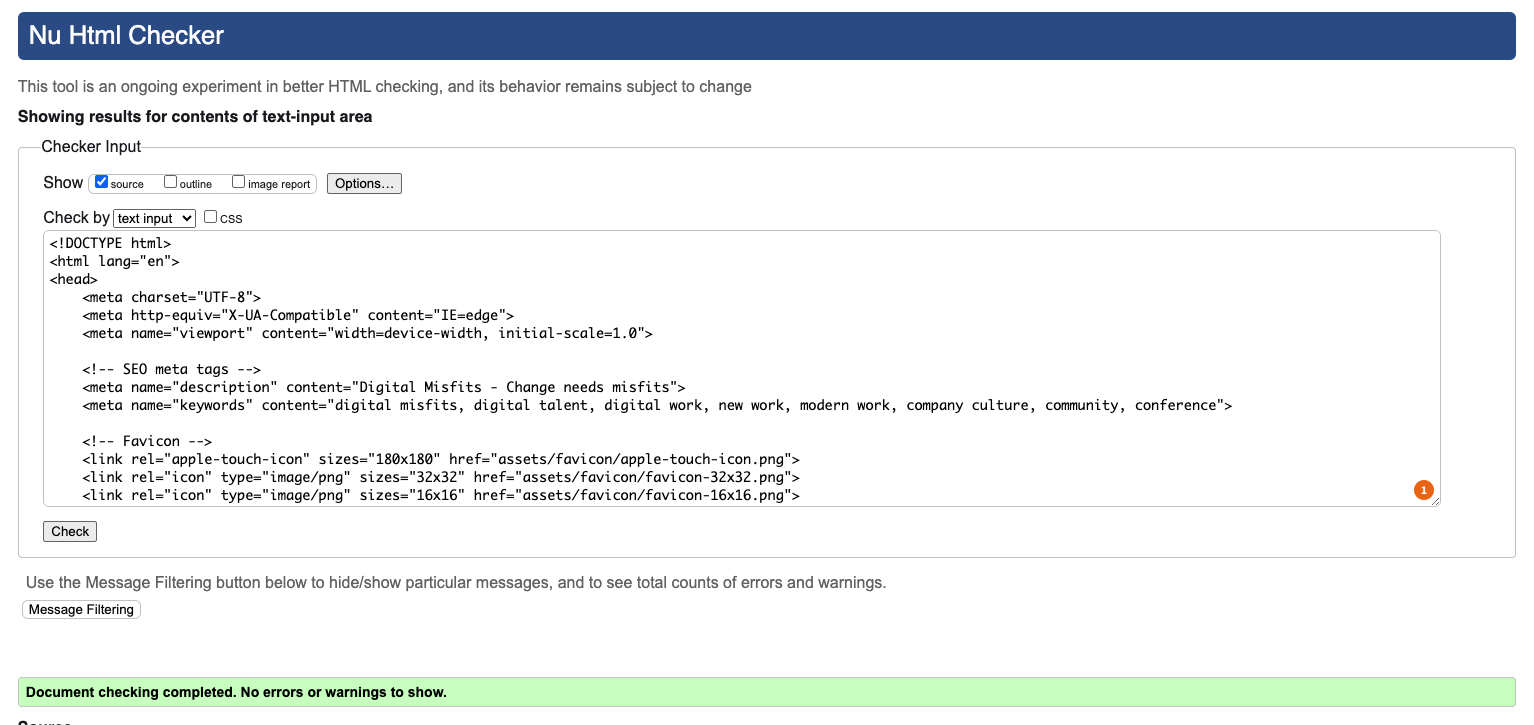 Nu Html Checker
This tool is an ongoing experiment in better HTML checking, and its behavior remains subject to change
Showing results for contents of text-input area
Checker Input
Show source outline image report Options...
Check by text input css
<!DOCTYPE html>
<html lang="en">
<head>
    <meta charset="UTF-8">
    <meta http-equiv="X-UA-Compatible" content="IE=edge">
    <meta name="viewport" content="width=device-width, initial-scale=1.0">

    <!-- SEO meta tags -->
    <meta name="description" content="Digital Misfits - Change needs misfits">
    <meta name="keywords" content="digital misfits, digital talent, digital work, new work, modern work, company culture, community, conference">

    <!-- Favicon -->
    <link rel="apple-touch-icon" sizes="180x180" href="assets/favicon/apple-touch-icon.png">
    <link rel="icon" type="image/png" sizes="32x32" href="assets/favicon/favicon-32x32.png">
    <link rel="icon" type="image/png" sizes="16x16" href="assets/favicon/favicon-16x16.png">
1
Check
Use the Message Filtering button below to hide/show particular messages, and to see total counts of errors and warnings.
Message Filtering
Document checking completed. No errors or warnings to show.
Source